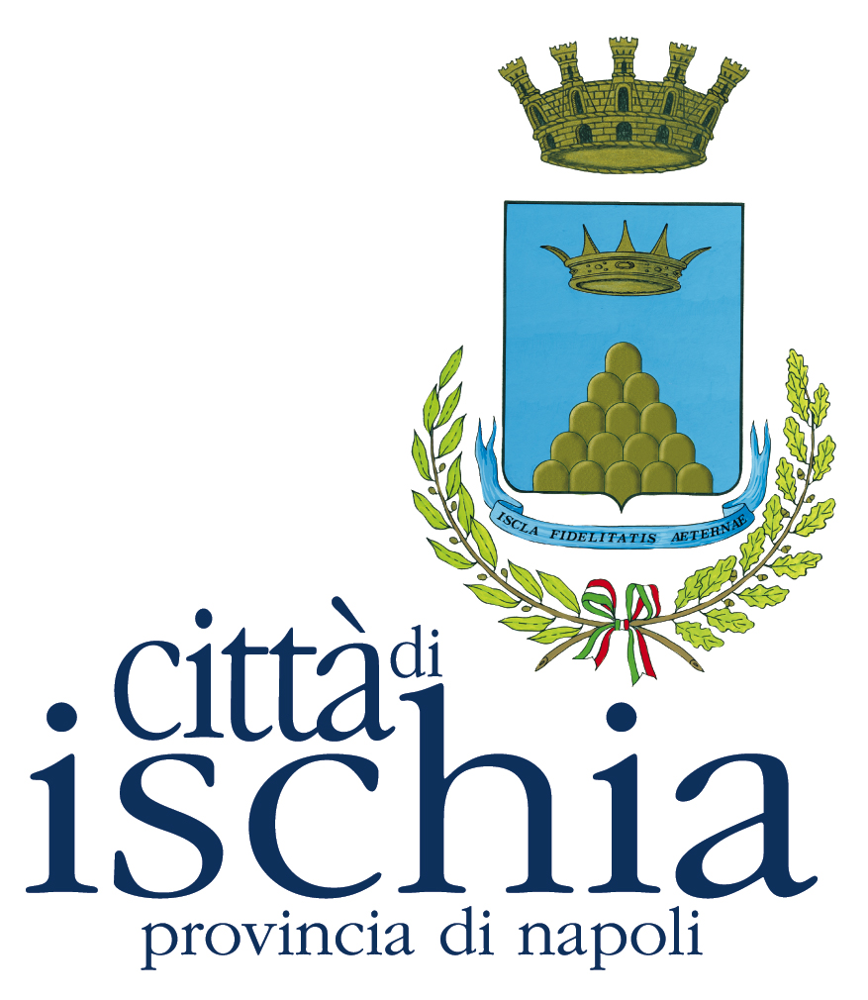 ISCLA FIDELITATIS AETERNAE
città di
ischia
provincia di napoli